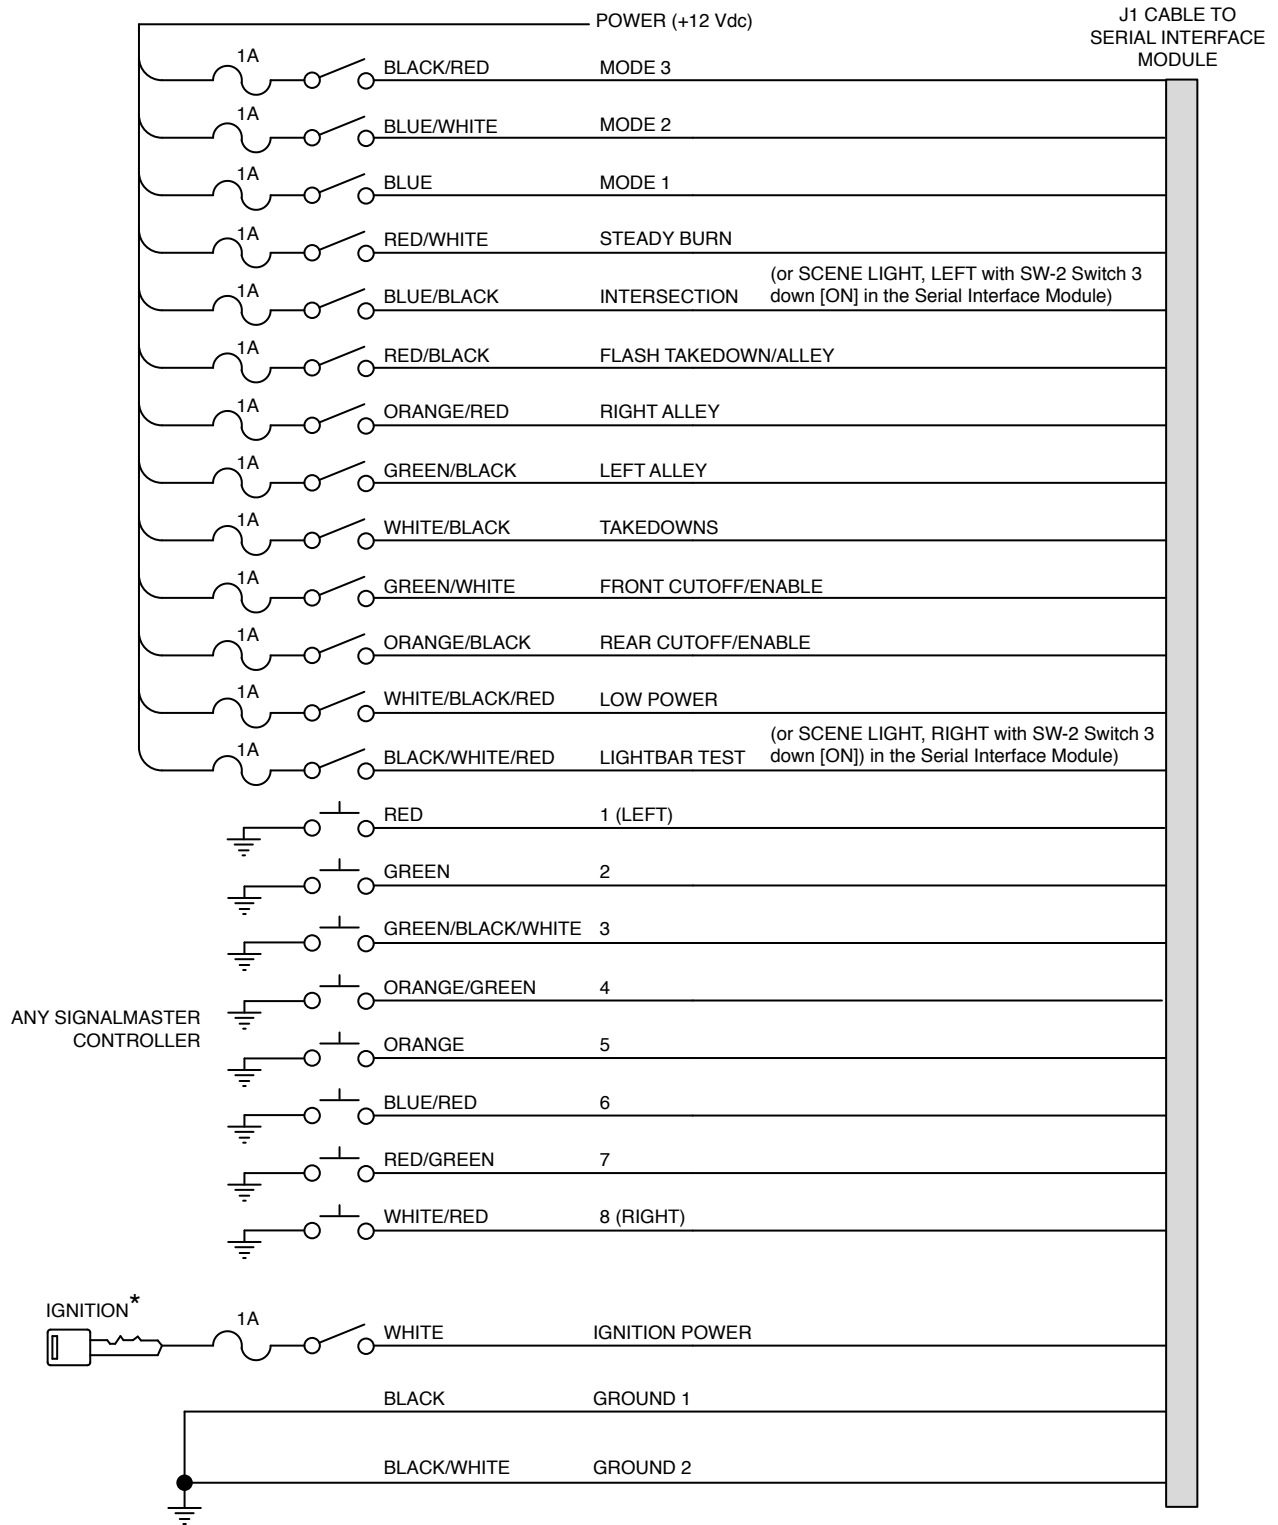 POWER (+12 Vdc)
J1 CABLE TO
SERIAL INTERFACE
MODULE
1A BLACK/RED MODE 3
1A BLUE/WHITE MODE 2
1A BLUE MODE 1
1A RED/WHITE STEADY BURN
(or SCENE LIGHT, LEFT with SW-2 Switch 3
1A BLUE/BLACK INTERSECTION down [ON] in the Serial Interface Module)
1A RED/BLACK FLASH TAKEDOWN/ALLEY
1A ORANGE/RED RIGHT ALLEY
1A GREEN/BLACK LEFT ALLEY
1A WHITE/BLACK TAKEDOWNS
1A GREEN/WHITE FRONT CUTOFF/ENABLE
1A ORANGE/BLACK REAR CUTOFF/ENABLE
1A WHITE/BLACK/RED LOW POWER
(or SCENE LIGHT, RIGHT with SW-2 Switch 3
1A BLACK/WHITE/RED LIGHTBAR TEST down [ON]) in the Serial Interface Module)
RED 1 (LEFT)
GREEN 2
GREEN/BLACK/WHITE 3
ORANGE/GREEN 4
ANY SIGNALMASTER
CONTROLLER
ORANGE 5
BLUE/RED 6
RED/GREEN 7
WHITE/RED 8 (RIGHT)
IGNITION*
1A WHITE IGNITION POWER
BLACK GROUND 1
BLACK/WHITE GROUND 2